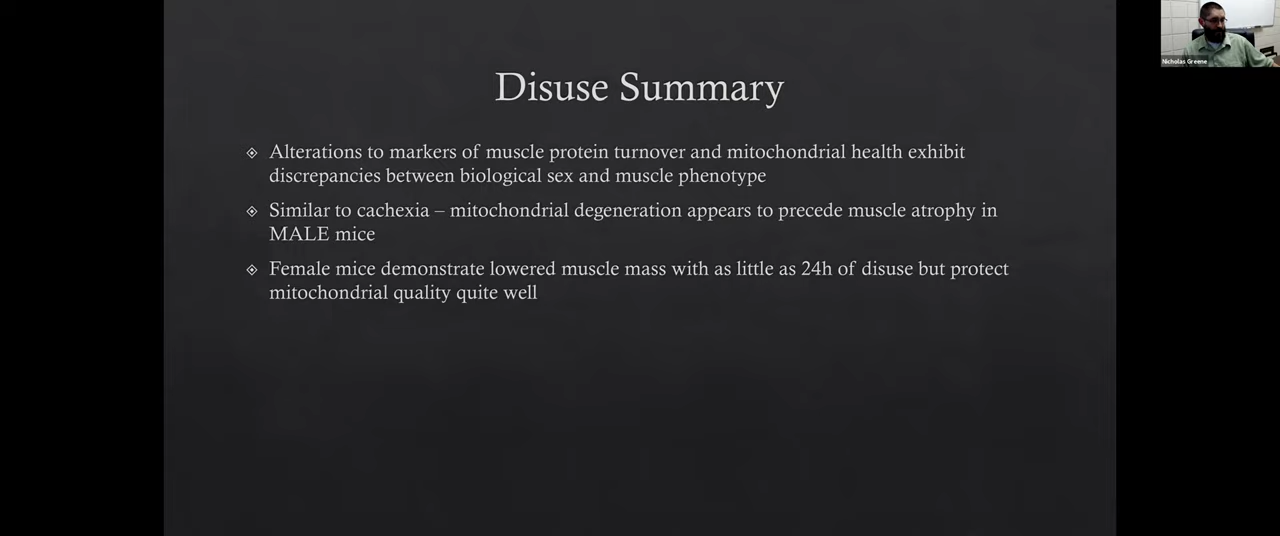 Nicholas Greene
Disuse Summary
Alterations to markers of muscle protein turnover and mitochondrial health exhibit
discrepancies between biological sex and muscle phenotype
Similar to cachexia – mitochondrial degeneration appears to precede muscle atrophy in
MALE mice
Female mice demonstrate lowered muscle mass with as little as 24h of disuse but protect
mitochondrial quality quite well